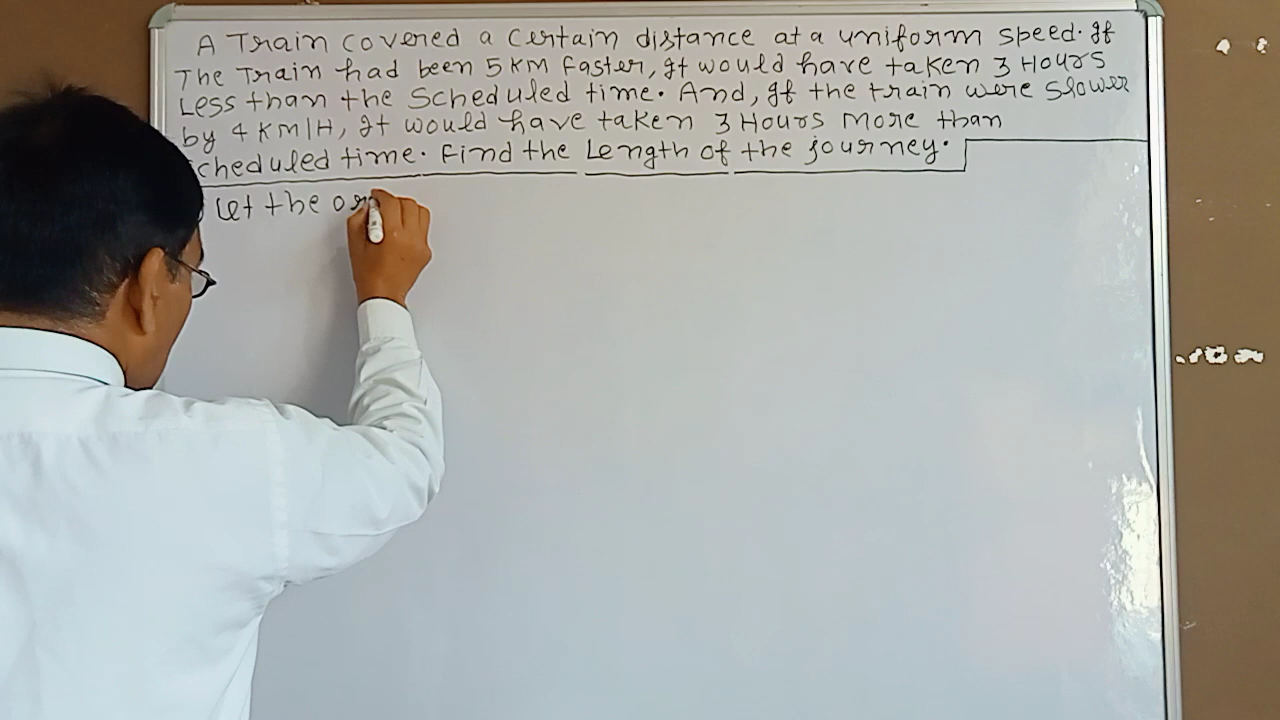 A Train covered a certain distance at a uniform speed. If
The Train had been 5 KM Faster, It would have taken 3 Hours
Less than the Scheduled time. And, If the train were slower
by 4 KM/H, It would have taken 3 Hours More than
scheduled time. Find the Length of the journey.
Let the or